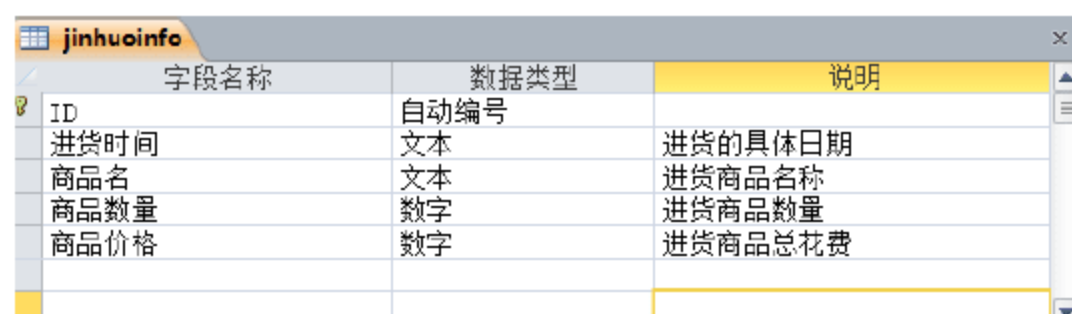 jinhuoinfo
字段名称 数据类型 说明
ID 自动编号
进货时间 文本 进货的具体日期
商品名 文本 进货商品名称
商品数量 数字 进货商品数量
商品价格 数字 进货商品总花费